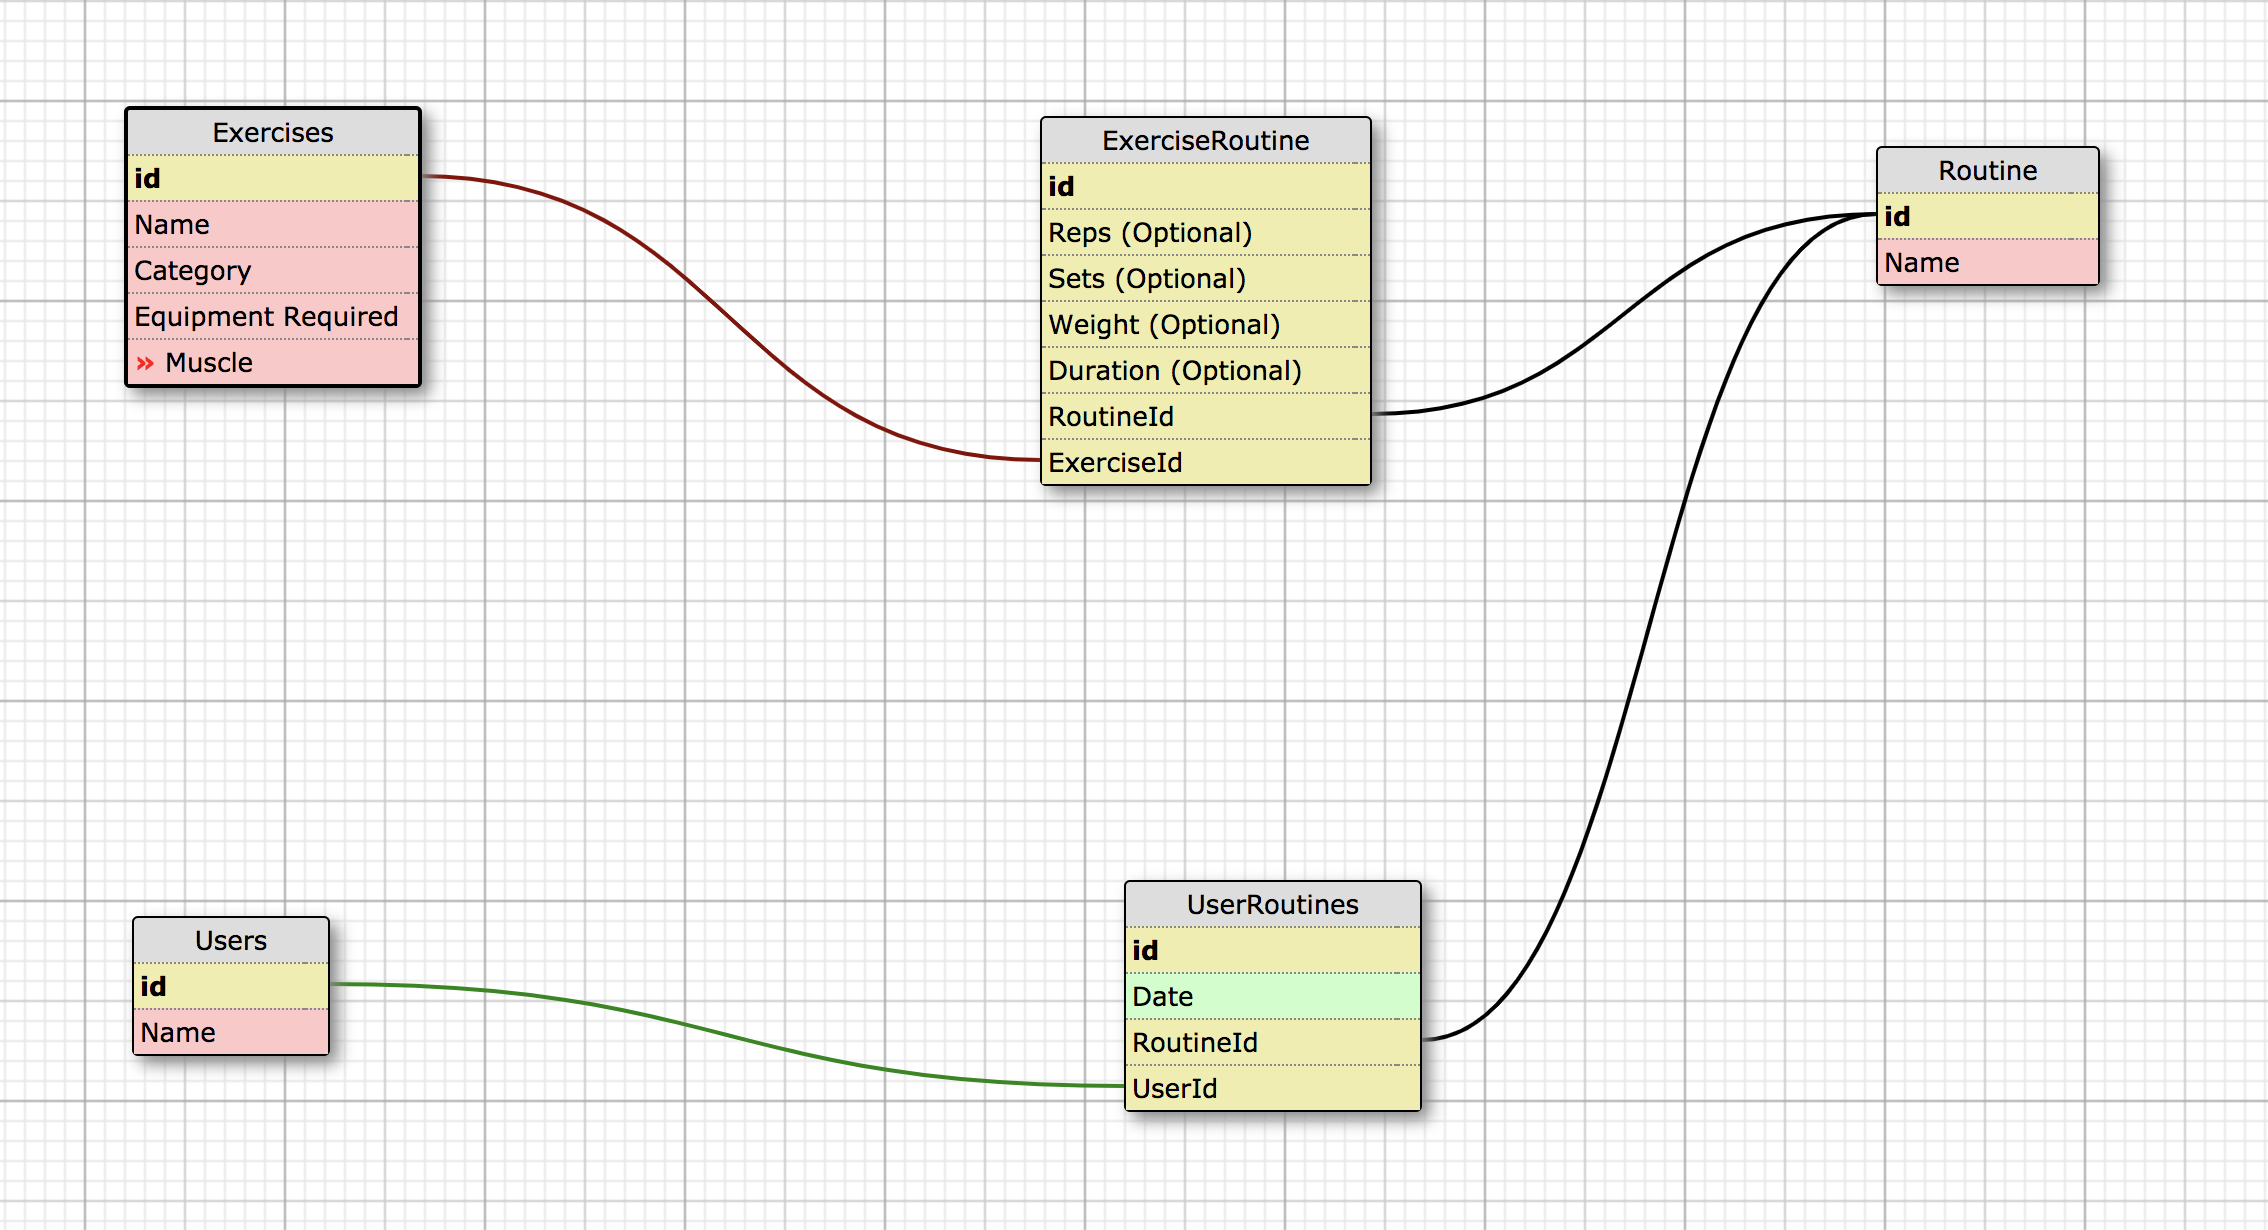 Exercises
id
Name
Category
Equipment Required
» Muscle
ExerciseRoutine
id
Reps (Optional)
Sets (Optional)
Weight (Optional)
Duration (Optional)
RoutineId
ExerciseId
Routine
id
Name
Users
id
Name
UserRoutines
id
Date
RoutineId
UserId